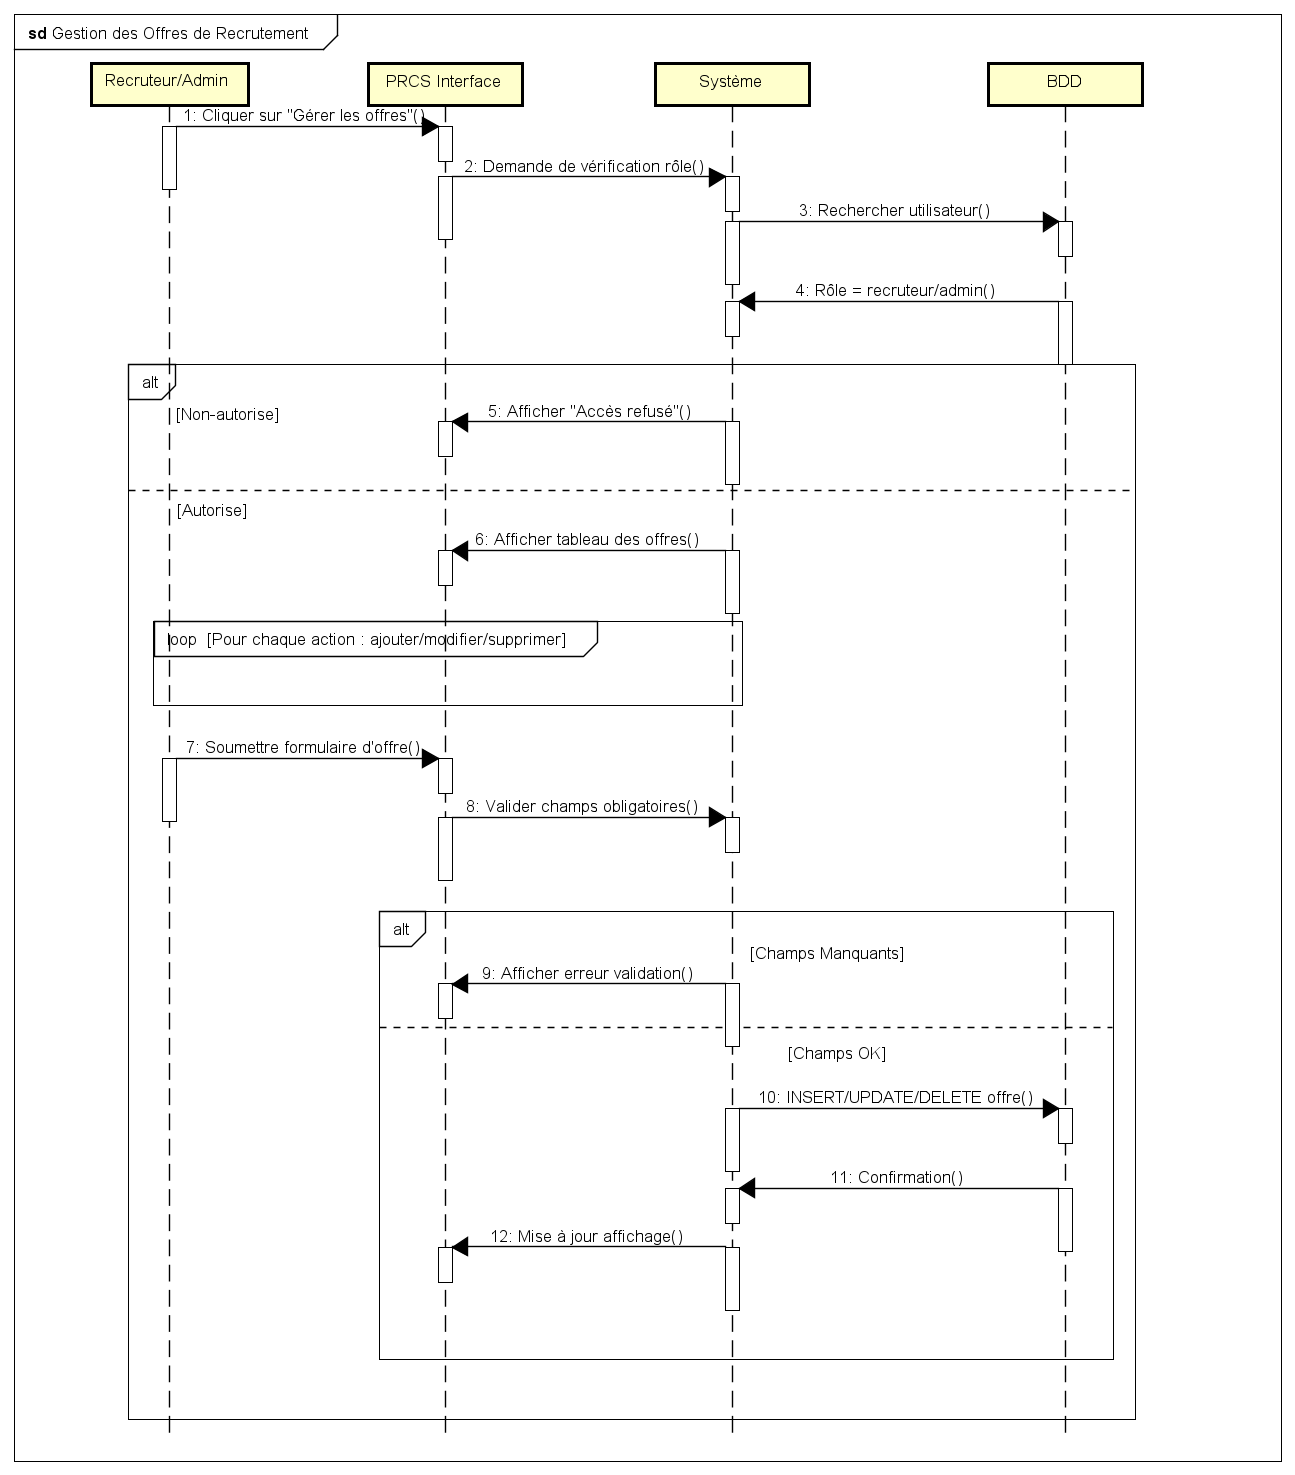 sd Gestion des Offres de Recrutement
Recruteur/Admin
PRCS Interface
Système
BDD
1: Cliquer sur "Gérer les offres"()
2: Demande de vérification rôle()
3: Rechercher utilisateur()
4: Rôle = recruteur/admin()
alt
[Non-autorise]
5: Afficher "Accès refusé"()
[Autorise]
6: Afficher tableau des offres()
loop [Pour chaque action : ajouter/modifier/supprimer]
7: Soumettre formulaire d'offre()
8: Valider champs obligatoires()
alt
[Champs Manquants]
9: Afficher erreur validation()
[Champs OK]
10: INSERT/UPDATE/DELETE offre()
11: Confirmation()
12: Mise à jour affichage()